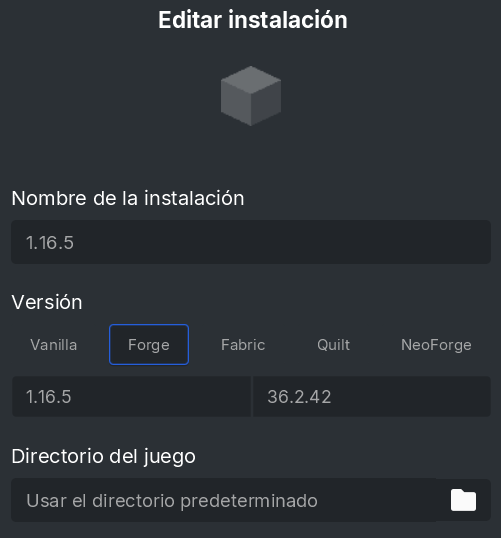 Editar instalación
Nombre de la instalación
1.16.5
Versión
Vanilla Forge Fabric Quilt NeoForge
1.16.5 36.2.42
Directorio del juego
Usar el directorio predeterminado